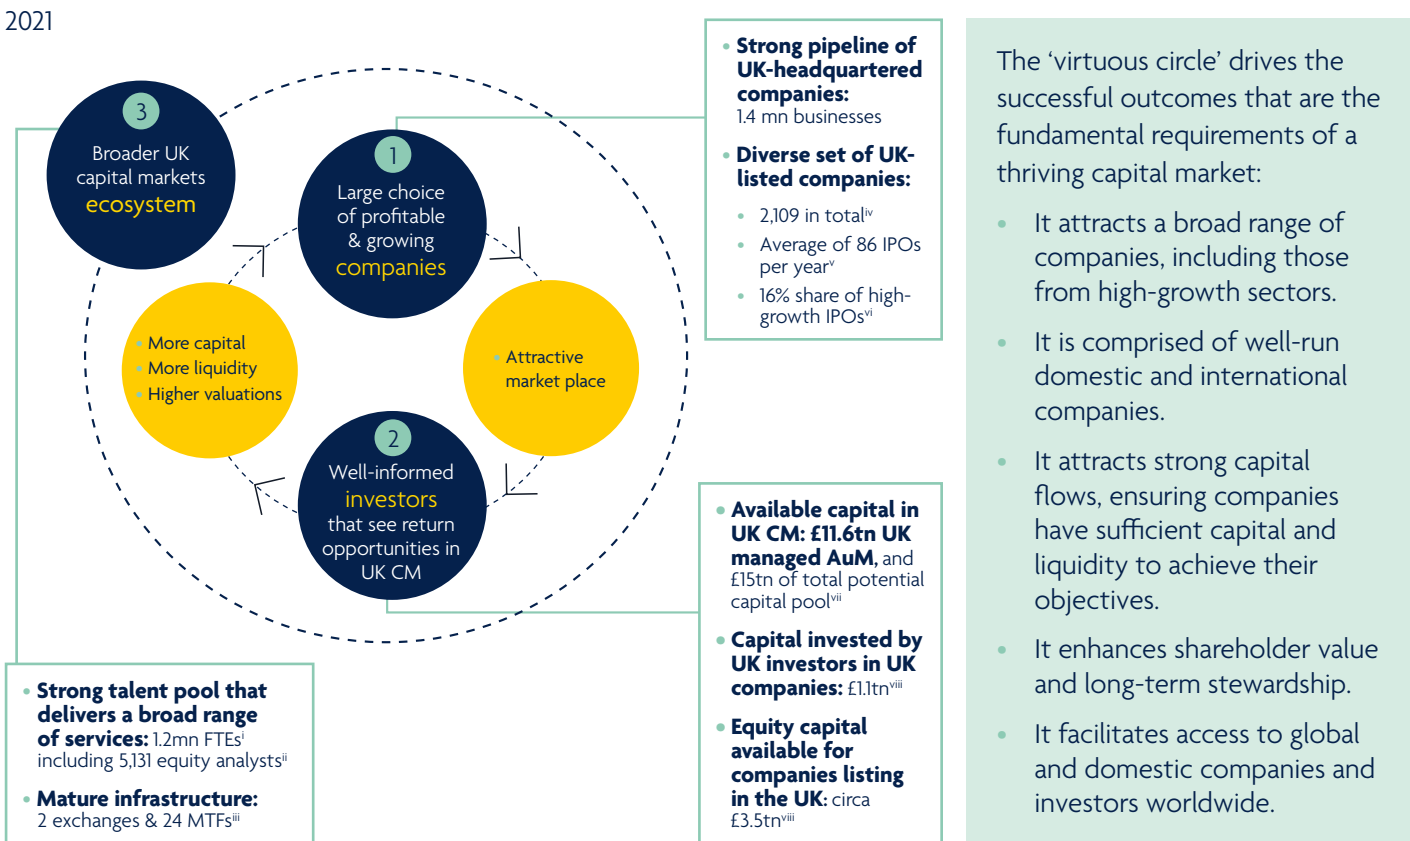 2021
3
Broader UK
capital markets
ecosystem
1
Large choice
of profitable
& growing
companies
• Attractive
market place
2
Well-informed
investors
that see return
opportunities in
UK CM
• More capital
• More liquidity
• Higher valuations
• Strong pipeline of
UK-headquartered
companies:
1.4 mn businesses
• Diverse set of UK-
listed companies:
• 2,109 in totaliv
• Average of 86 IPOs
per yearv
• 16% share of high-
growth IPOsvi
• Available capital in
UK CM: £11.6tn UK
managed AuM, and
£15tn of total potential
capital poolvii
• Capital invested by
UK investors in UK
companies: £1.1tnviii
• Equity capital
available for
companies listing
in the UK: circa
£3.5tnviii
• Strong talent pool that
delivers a broad range
of services: 1.2mn FTEsi
including 5,131 equity analystsii
• Mature infrastructure:
2 exchanges & 24 MTFsiii
The ‘virtuous circle’ drives the
successful outcomes that are the
fundamental requirements of a
thriving capital market:
• It attracts a broad range of
companies, including those
from high-growth sectors.
• It is comprised of well-run
domestic and international
companies.
• It attracts strong capital
flows, ensuring companies
have sufficient capital and
liquidity to achieve their
objectives.
• It enhances shareholder value
and long-term stewardship.
• It facilitates access to global
and domestic companies and
investors worldwide.